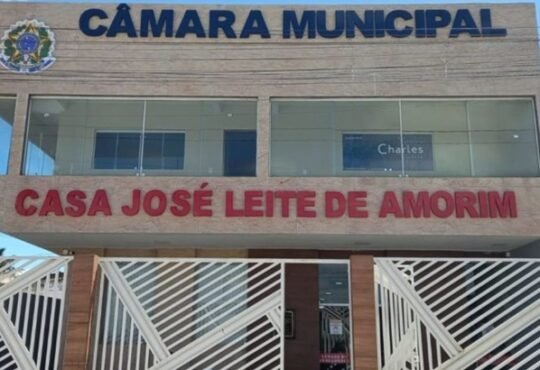 CÂMARA MUNICIPAL
Charles
CASA JOSÉ LEITE DE AMORIM